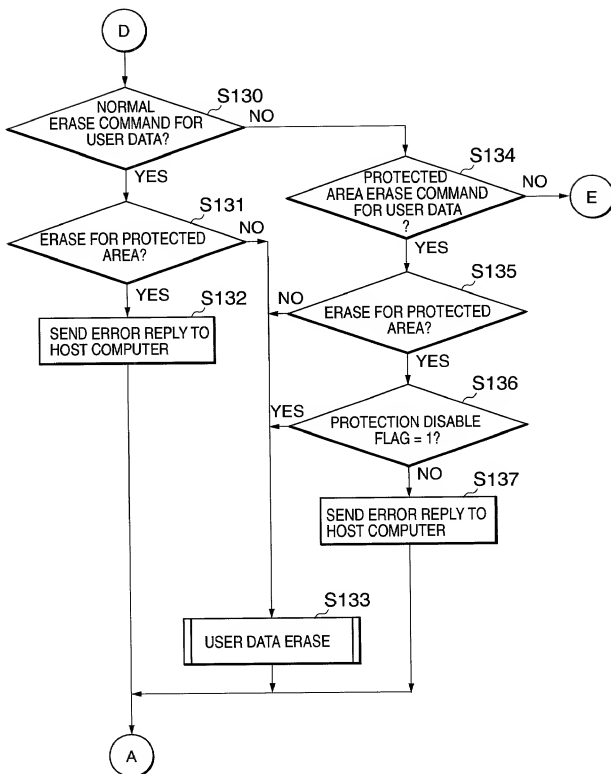 D
S130
NORMAL
ERASE COMMAND FOR
USER DATA?
NO
YES
S134
PROTECTED
AREA ERASE COMMAND
FOR USER DATA
?
NO
E
YES
S131
ERASE FOR PROTECTED
AREA?
NO
YES
S135
ERASE FOR PROTECTED
AREA?
NO
YES
S132
SEND ERROR REPLY TO
HOST COMPUTER
S136
PROTECTION DISABLE
FLAG = 1?
YES
NO
S137
SEND ERROR REPLY TO
HOST COMPUTER
S133
USER DATA ERASE
A